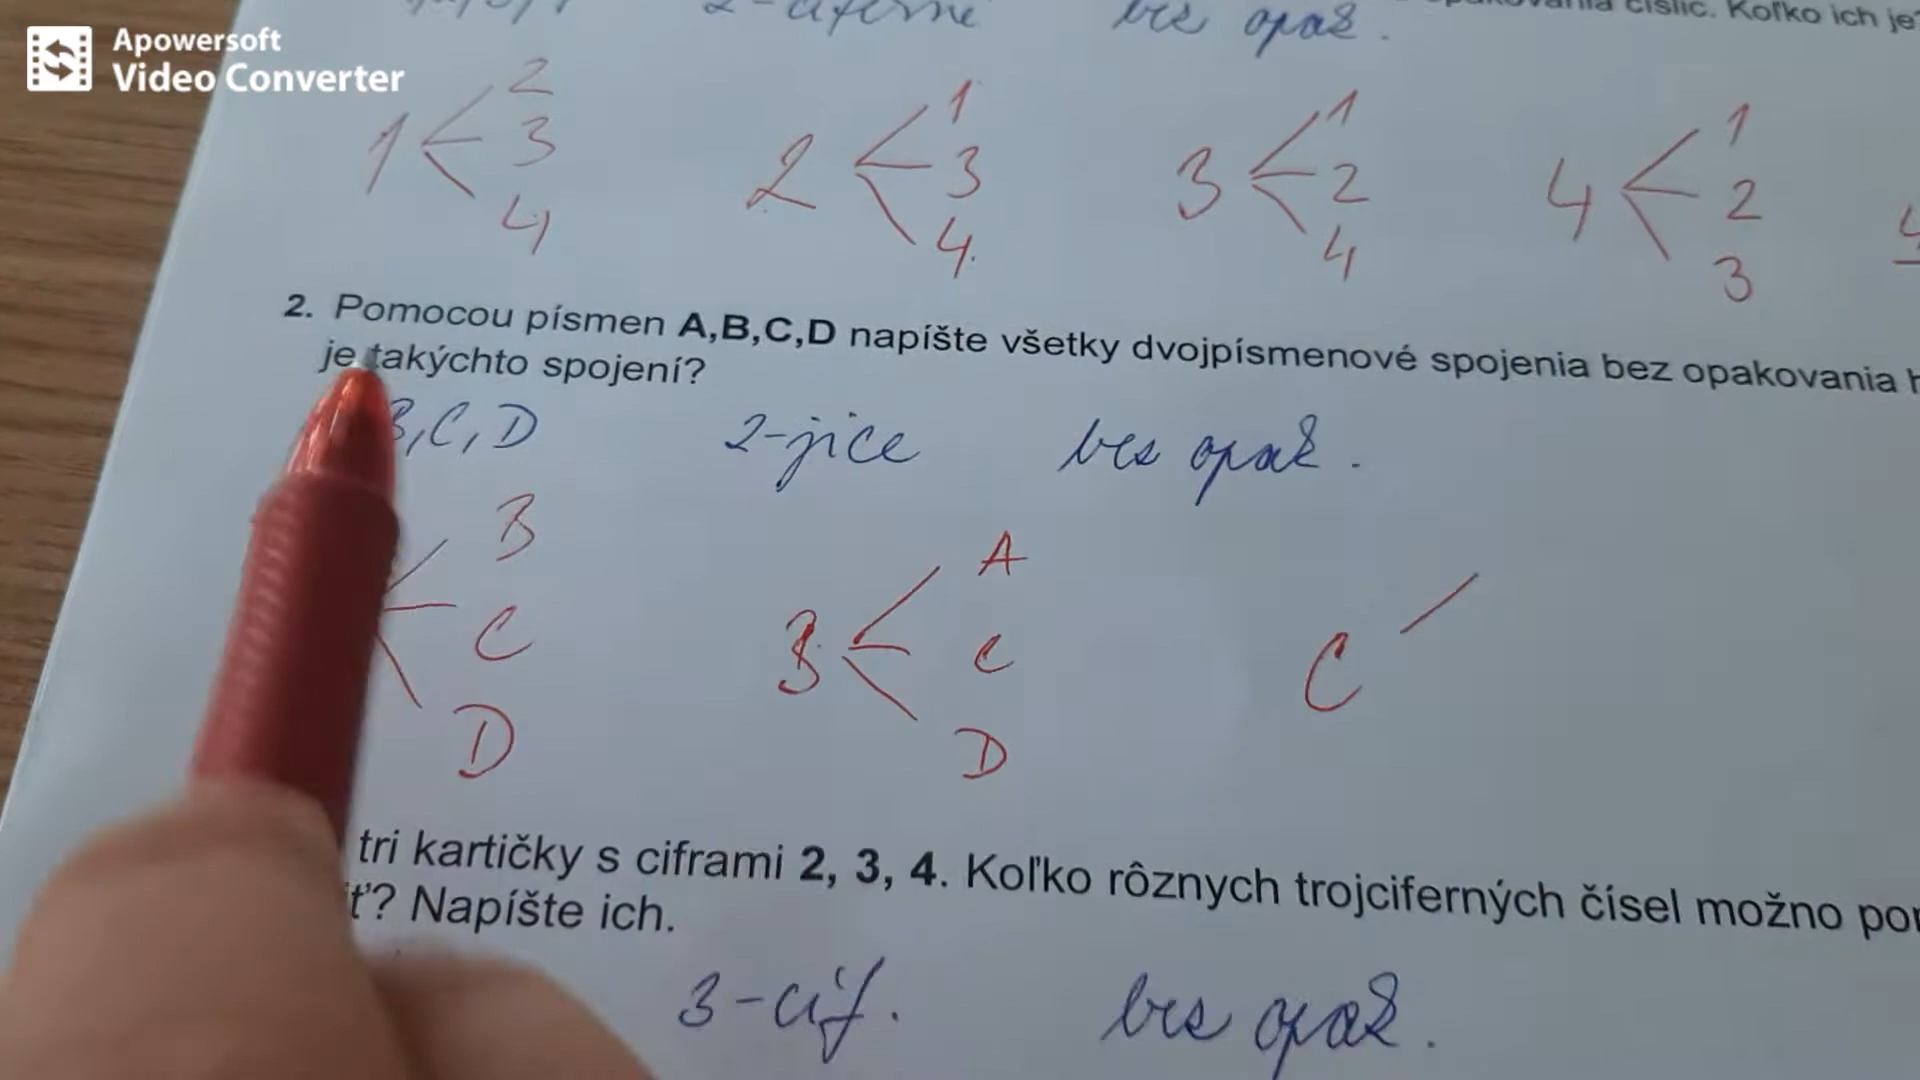 Apowersoft
Video Converter
2-ciferné bez opak.
číslic. Koľko ich je?
1 2 3 4
2 1 3 4
3 1 2 4
4 1 2 3
2. Pomocou písmen A,B,C,D napíšte všetky dvojpísmenové spojenia bez opakovania
je takýchto spojení?
B, C, D 2-jice bez opak.
B C D
B A C D
C
tri kartičky s ciframi 2, 3, 4. Koľko rôznych trojciferných čísel možno
Napíšte ich.
3-cif. bez opak.